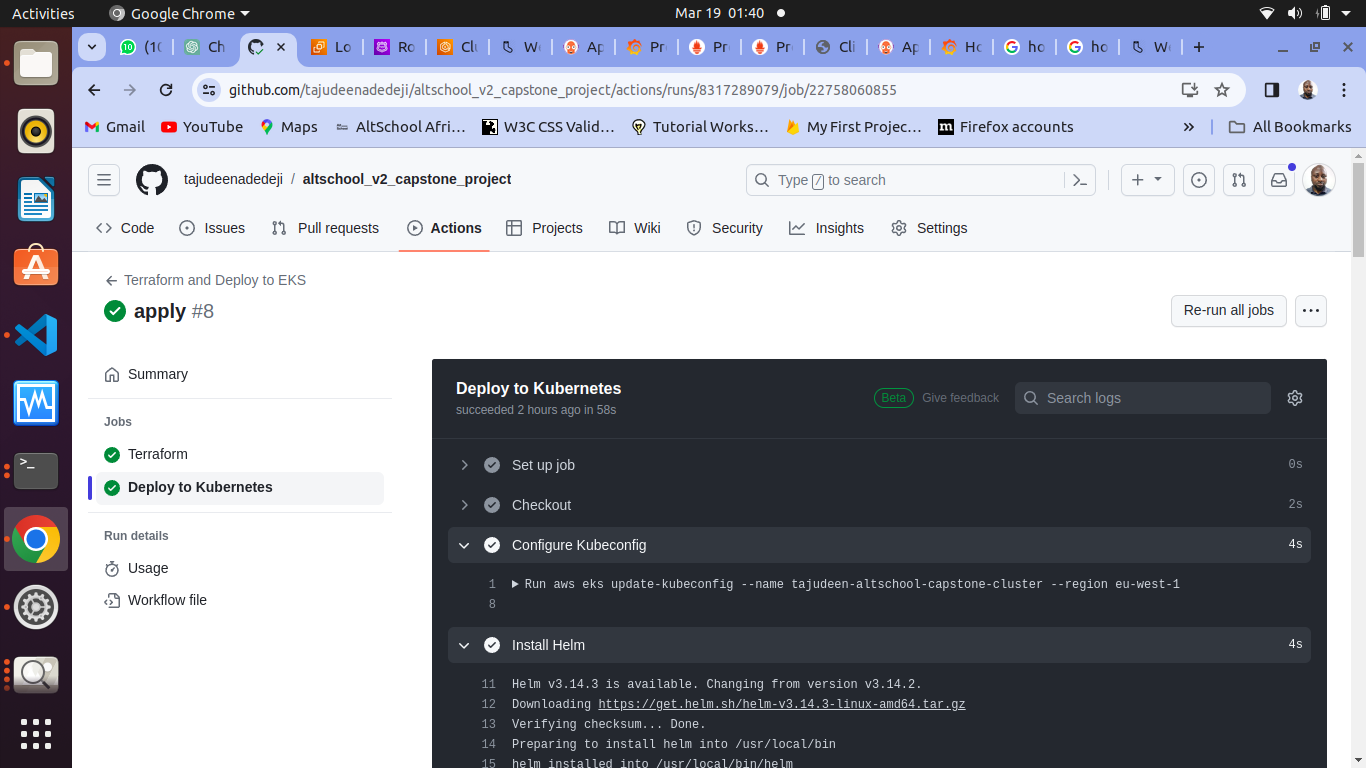 Activities Google Chrome Mar 19 01:40
(10 Ch Lo Ro Clu We Ap Pro Pro Pro Cli Ap Ho ho ho We
github.com/tajudeenadedeji/altschool_v2_capstone_project/actions/runs/8317289079/job/22758060855
Gmail YouTube Maps AltSchool Afri… W3C CSS Valid… Tutorial Works… My First Projec… Firefox accounts » All Bookmarks
tajudeenadedeji / altschool_v2_capstone_project Type / to search
Code Issues Pull requests Actions Projects Wiki Security Insights Settings
Terraform and Deploy to EKS
apply #8 Re-run all jobs
Summary
Jobs
Terraform
Deploy to Kubernetes
Run details
Usage
Workflow file
Deploy to Kubernetes
succeeded 2 hours ago in 58s
Beta Give feedback Search logs
Set up job 0s
Checkout 2s
Configure Kubeconfig 4s
1 Run aws eks update-kubeconfig --name tajudeen-altschool-capstone-cluster --region eu-west-1
8
Install Helm 4s
11 Helm v3.14.3 is available. Changing from version v3.14.2.
12 Downloading https://get.helm.sh/helm-v3.14.3-linux-amd64.tar.gz
13 Verifying checksum... Done.
14 Preparing to install helm into /usr/local/bin
15 helm installed into /usr/local/bin/helm